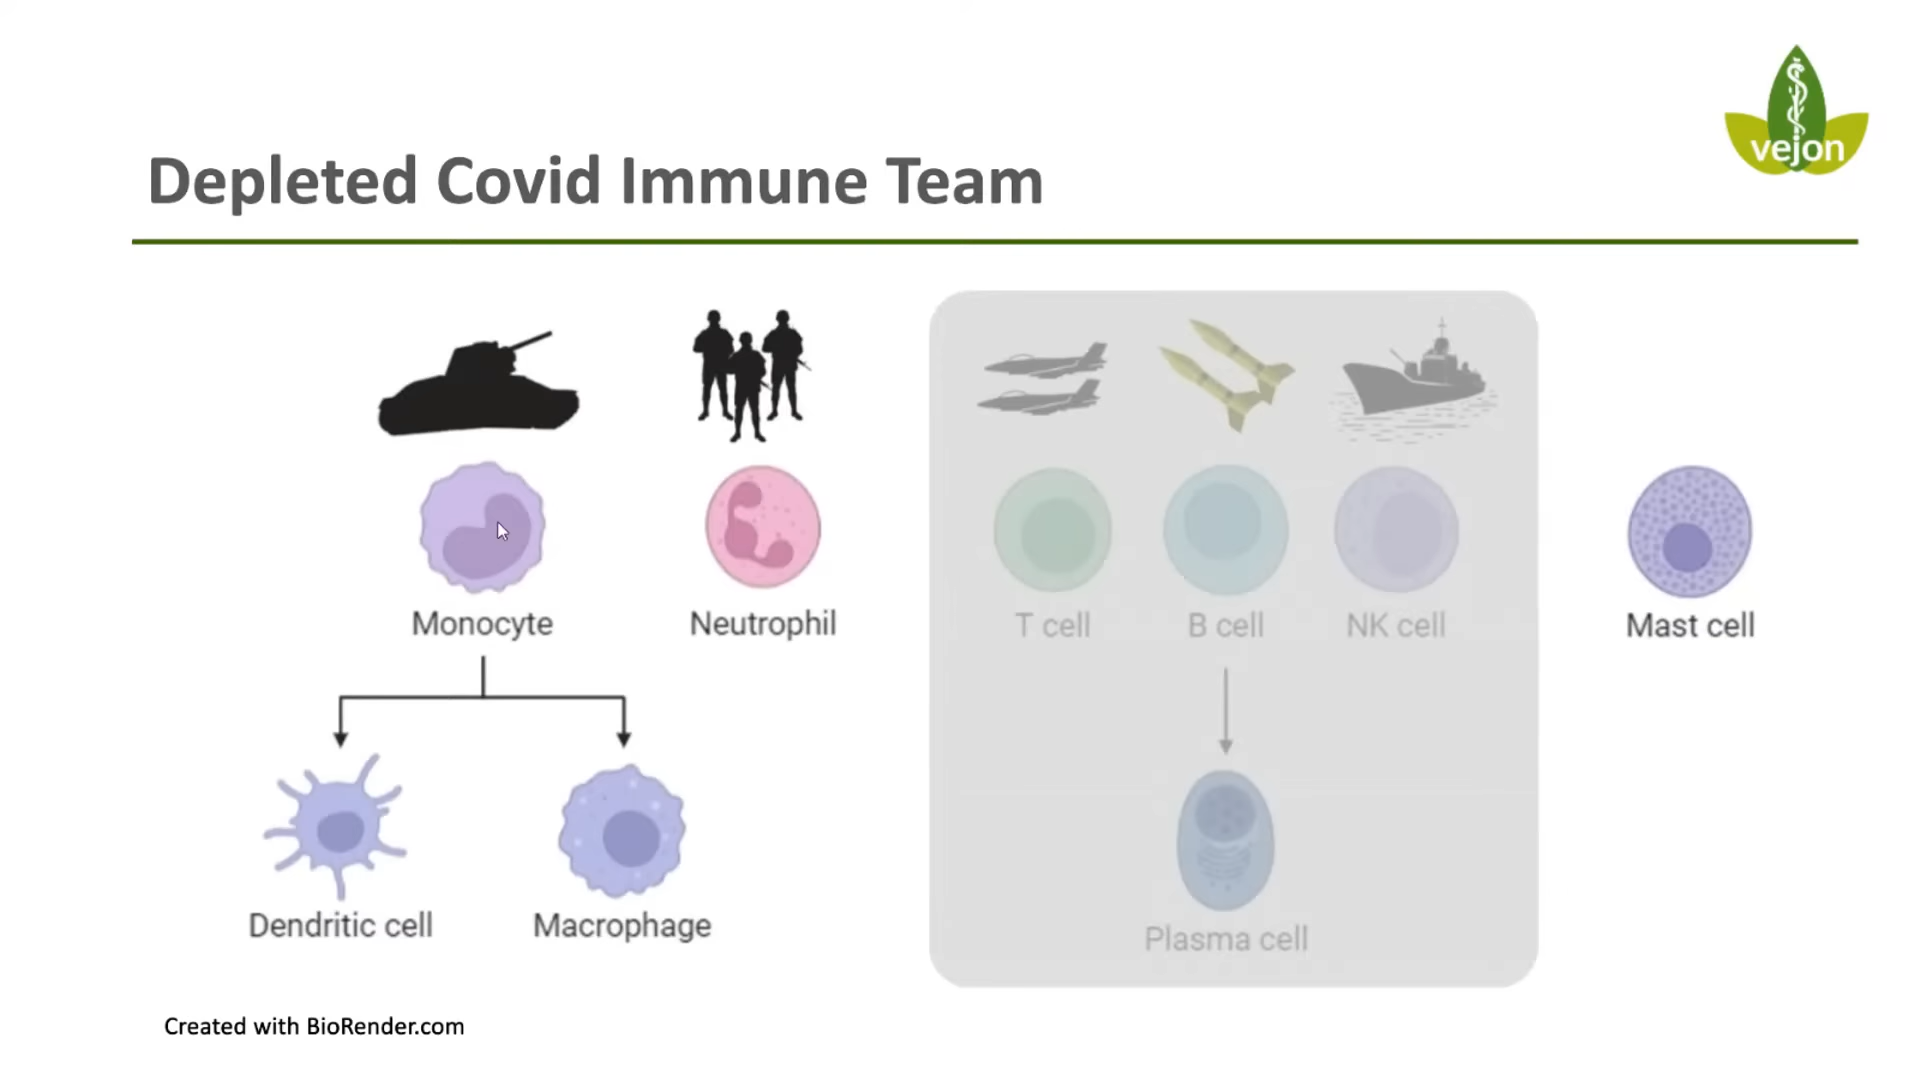 vejon
Depleted Covid Immune Team
Monocyte
Neutrophil
T cell
B cell
NK cell
Mast cell
Dendritic cell
Macrophage
Plasma cell
Created with BioRender.com